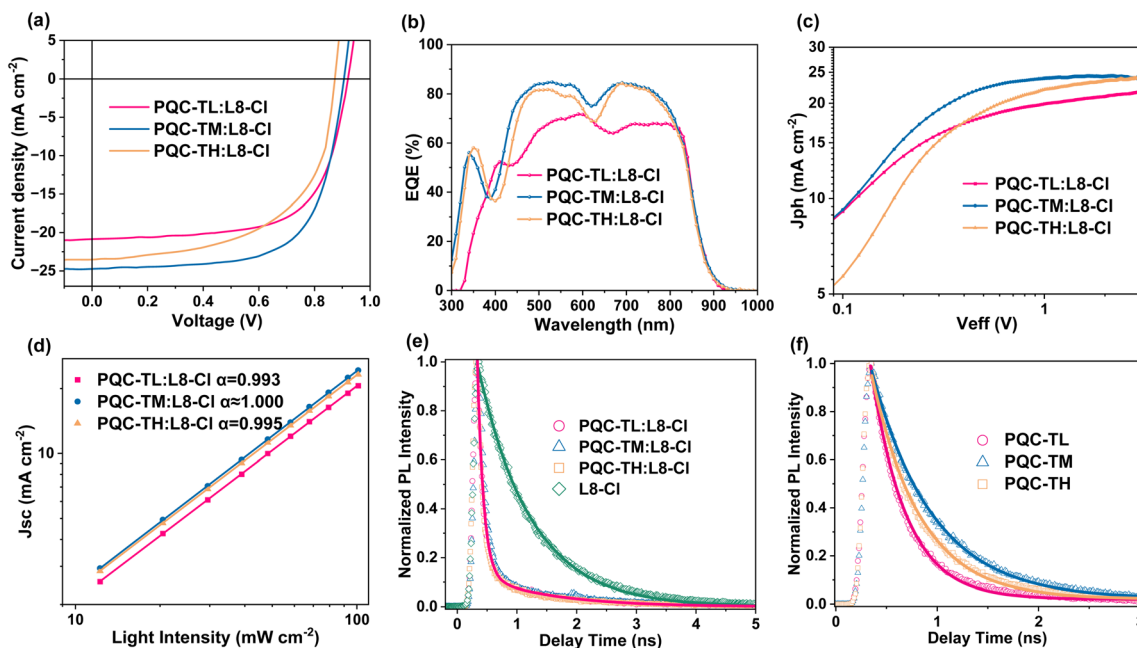 (a)
Current density (mA cm⁻²)
5
0
−5
−10
−15
−20
−25
PQC-TL:L8-Cl
PQC-TM:L8-Cl
PQC-TH:L8-Cl
0.0 0.2 0.4 0.6 0.8 1.0
Voltage (V)
(b)
EQE (%)
100
80
60
40
20
0
PQC-TL:L8-Cl
PQC-TM:L8-Cl
PQC-TH:L8-Cl
300 400 500 600 700 800 900 1000
Wavelength (nm)
(c)
Jph (mA cm⁻²)
30
25
20
15
10
5
PQC-TL:L8-Cl
PQC-TM:L8-Cl
PQC-TH:L8-Cl
0.1 1
Veff (V)
(d)
Jsc (mA cm⁻²)
10
PQC-TL:L8-Cl α=0.993
PQC-TM:L8-Cl α≈1.000
PQC-TH:L8-Cl α=0.995
10 100
Light Intensity (mW cm⁻²)
(e)
Normalized PL Intensity
1.0
0.8
0.6
0.4
0.2
0.0
PQC-TL:L8-Cl
PQC-TM:L8-Cl
PQC-TH:L8-Cl
L8-Cl
0 1 2 3 4 5
Delay Time (ns)
(f)
Normalized PL Intensity
1.0
0.8
0.6
0.4
0.2
0.0
PQC-TL
PQC-TM
PQC-TH
0 1 2
Delay Time (ns)